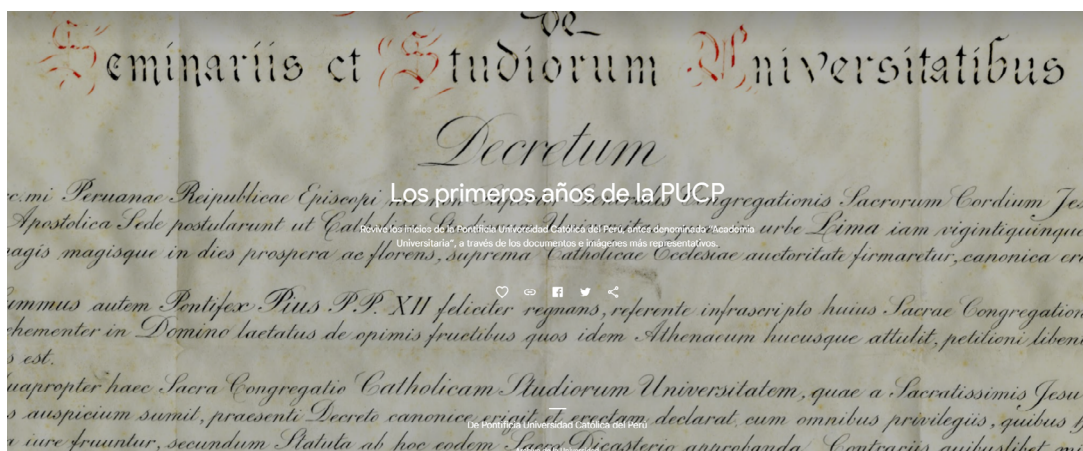 de
Seminariis et Studiorum Universitatibus
Decretum
Los primeros años de la PUCP
Peruanae Reipublicae Episcopi Congregationis Sacrorum Cordium Jes
Revive los inicios de la Pontificia Universidad Católica del Perú, antes denominada "Academia
Universitaria", a través de los documentos e imágenes más representativos.
Apostolica Sede postularunt ut urbe Lima iam vigintiquinque
magisque in dies prospera ac florens, suprema Catholicae Ecclesiae auctoritate firmaretur, canonica
autem Pontifex Pius P.P. XII feliciter regnans, referente infrascripto huius Sacrae Congregation
in Domino laetatus de opimis fructibus quos idem Athenaeum hucusque attulit, petitioni
s est.
haec Sacra Congregatio Catholicam Studiorum Universitatem, quae a Sacratissimis Jesu
auspicium sumit, praesenti Decreto canonice erigit et erectam declarat, cum omnibus privilegiis, quibus
De Pontificia Universidad Católica del Perú
iure fruuntur, secundum Statuta ab hoc eodem Sacro Dicasterio approbanda. Contrariis quibuslibet